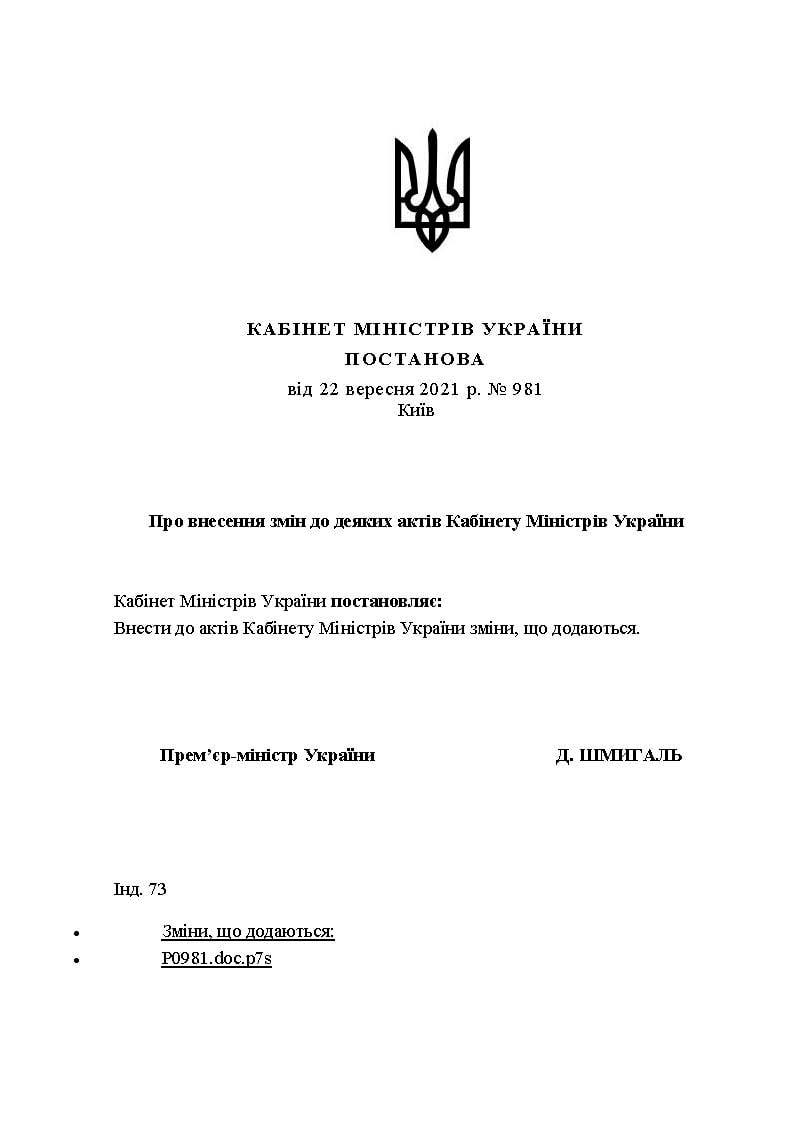 КАБІНЕТ МІНІСТРІВ УКРАЇНИ
ПОСТАНОВА
від 22 вересня 2021 р. № 981
Київ
Про внесення змін до деяких актів Кабінету Міністрів України
Кабінет Міністрів України постановляє:
Внести до актів Кабінету Міністрів України зміни, що додаються.
Прем’єр-міністр України Д. ШМИГАЛЬ
Інд. 73
• Зміни, що додаються:
• P0981.doc.p7s